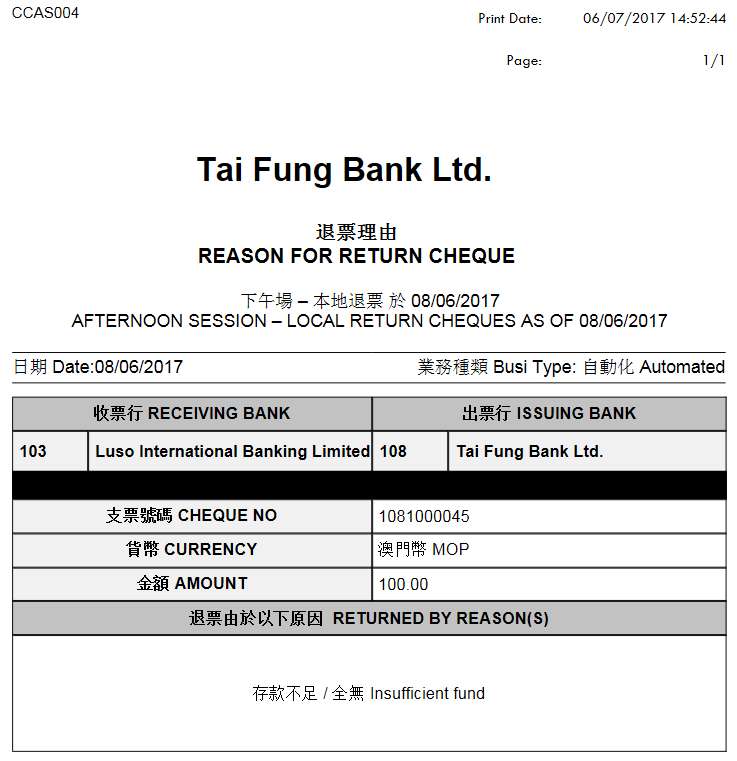 CCAS004
Print Date: 06/07/2017 14:52:44
Page: 1/1
Tai Fung Bank Ltd.
退票理由
REASON FOR RETURN CHEQUE
下午場 – 本地退票 於 08/06/2017
AFTERNOON SESSION – LOCAL RETURN CHEQUES AS OF 08/06/2017
日期 Date:08/06/2017 業務種類 Busi Type: 自動化 Automated
收票行 RECEIVING BANK 出票行 ISSUING BANK
103 Luso International Banking Limited 108 Tai Fung Bank Ltd.
支票號碼 CHEQUE NO 1081000045
貨幣 CURRENCY 澳門幣 MOP
金額 AMOUNT 100.00
退票由於以下原因 RETURNED BY REASON(S)
存款不足 / 全無 Insufficient fund